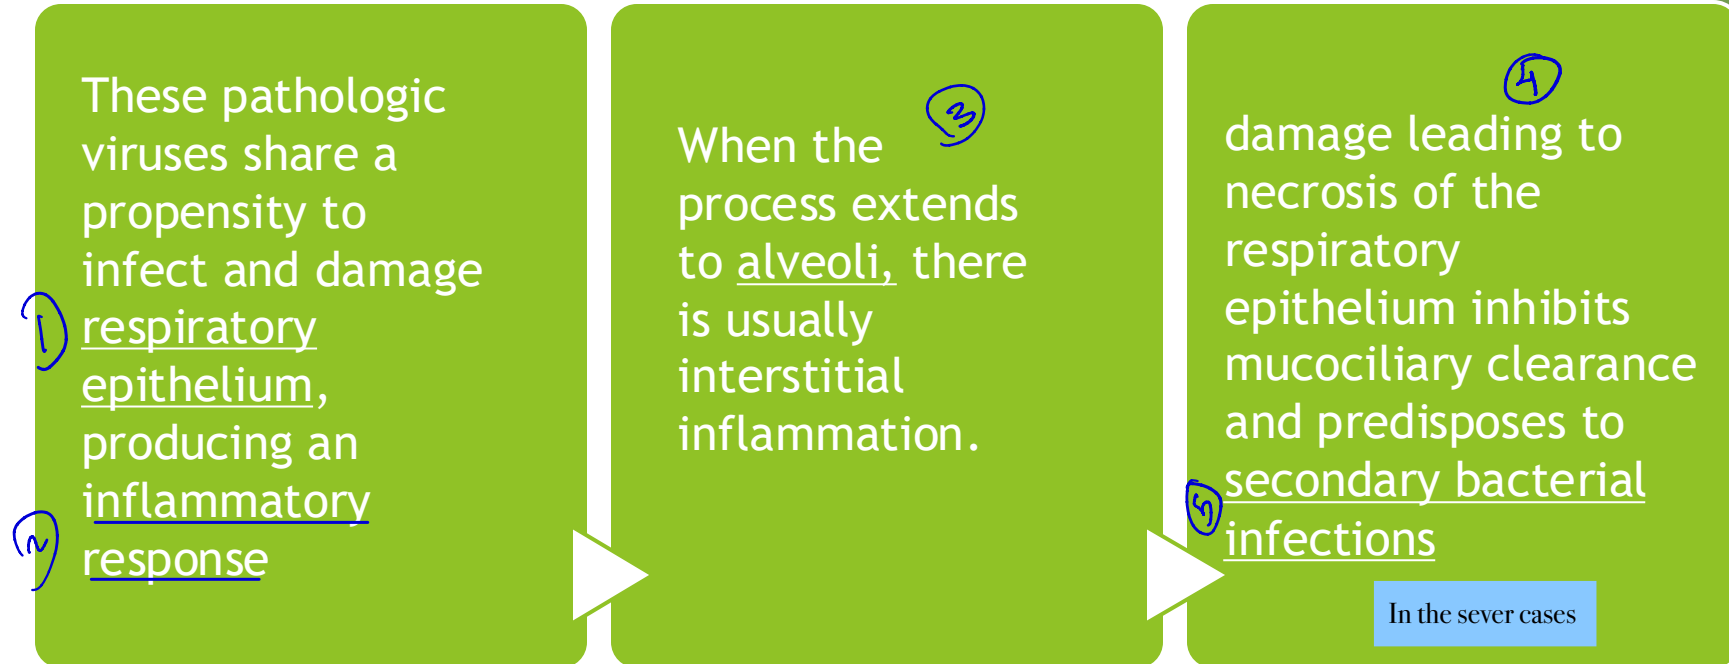 These pathologic
viruses share a
propensity to
infect and damage
1 respiratory
epithelium,
producing an
inflammatory
2 response
3
When the
process extends
to alveoli, there
is usually
interstitial
inflammation.
4
damage leading to
necrosis of the
respiratory
epithelium inhibits
mucociliary clearance
and predisposes to
secondary bacterial
5 infections
In the sever cases